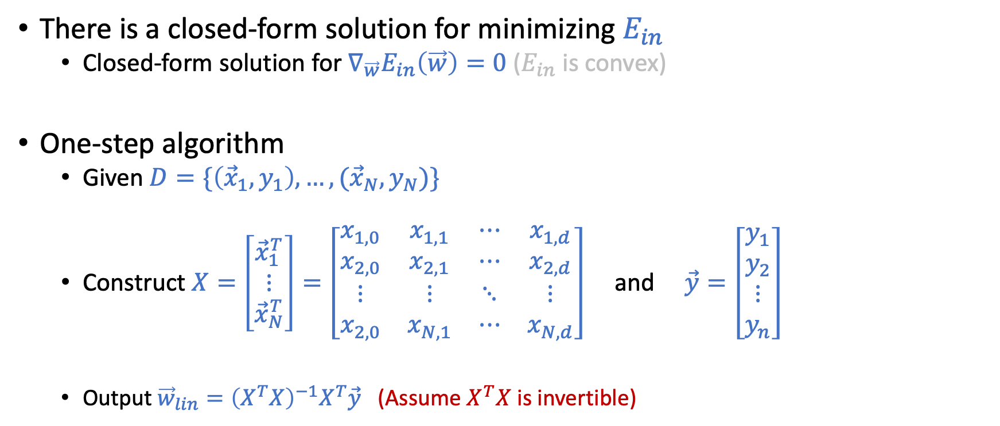 • There is a closed-form solution for minimizing $E_{in}$
• Closed-form solution for $\nabla_{\vec{w}} E_{in}(\vec{w}) = 0$ ($E_{in}$ is convex)
• One-step algorithm
• Given $D = \{(\vec{x}_1, y_1), \ldots, (\vec{x}_N, y_N)\}$
• Construct $X = \begin{bmatrix} \vec{x}_1^T \\ \vdots \\ \vec{x}_N^T \end{bmatrix} = \begin{bmatrix} x_{1,0} & x_{1,1} & \cdots & x_{1,d} \\ x_{2,0} & x_{2,1} & \cdots & x_{2,d} \\ \vdots & \vdots & \ddots & \vdots \\ x_{2,0} & x_{N,1} & \cdots & x_{N,d} \end{bmatrix}$ and $\vec{y} = \begin{bmatrix} y_1 \\ y_2 \\ \vdots \\ y_n \end{bmatrix}$
• Output $\vec{w}_{lin} = (X^T X)^{-1} X^T \vec{y}$ (Assume $X^T X$ is invertible)